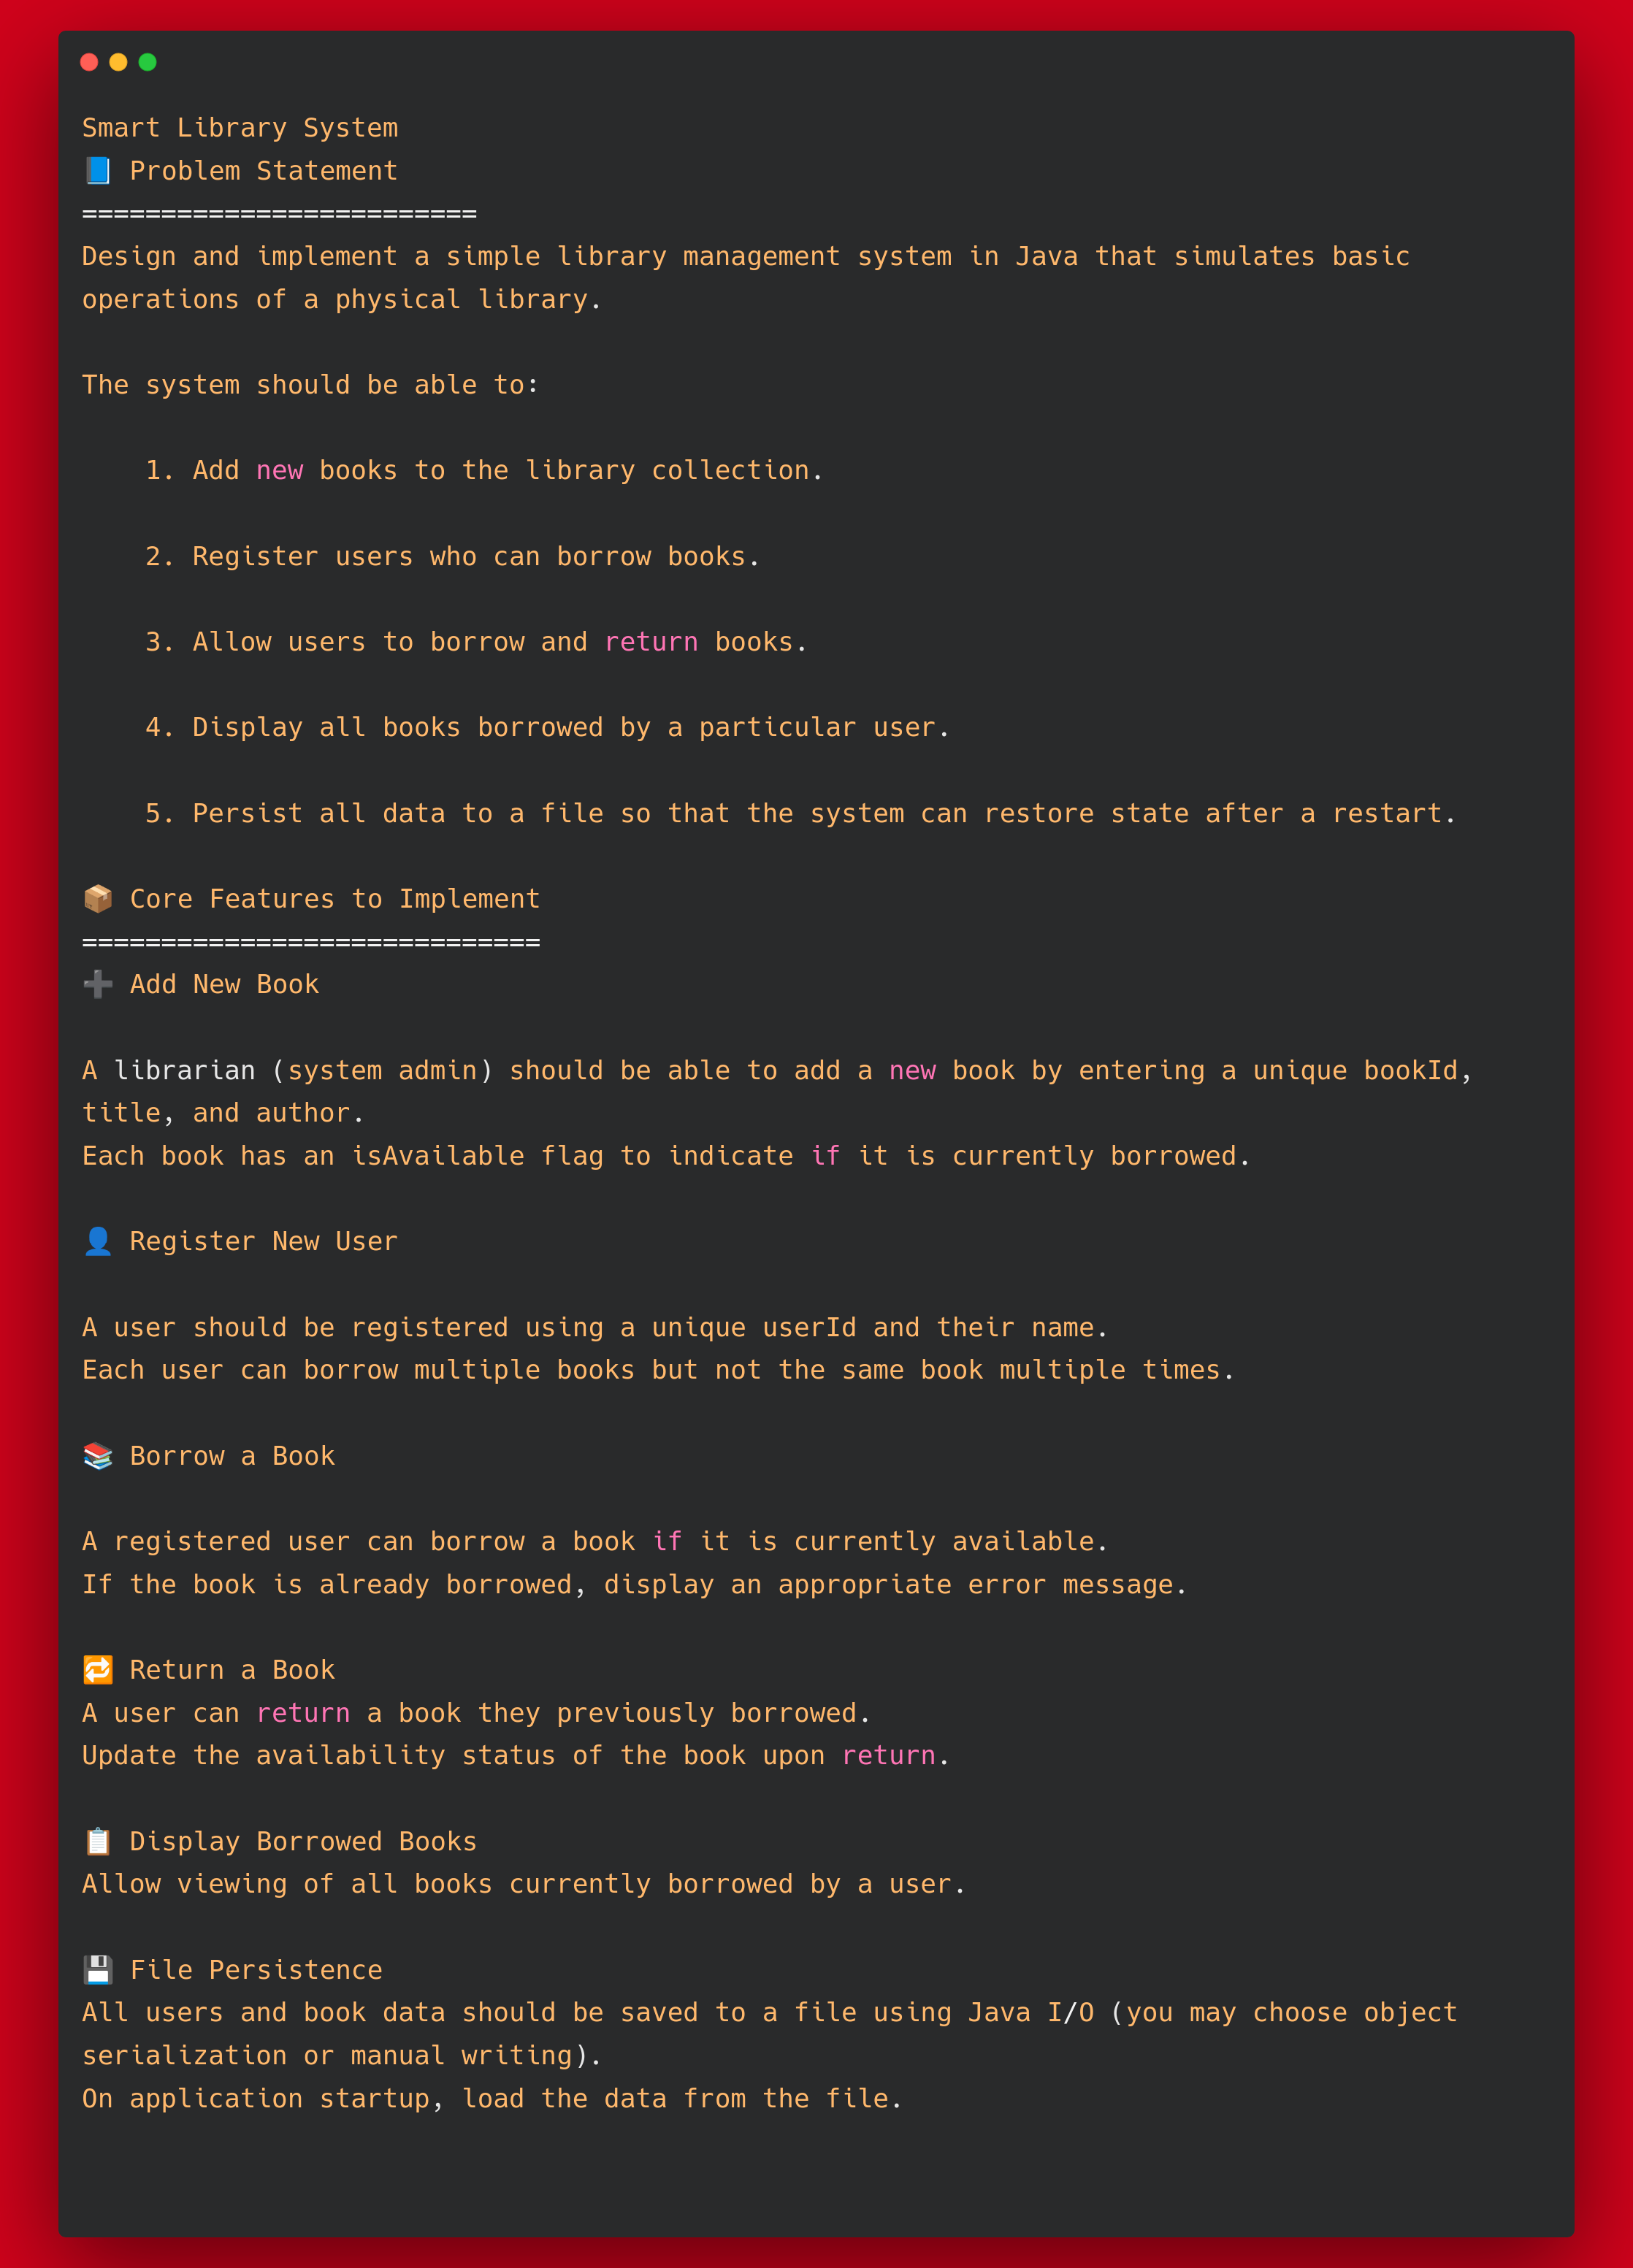 Smart Library System
📘 Problem Statement
=========================
Design and implement a simple library management system in Java that simulates basic
operations of a physical library.
The system should be able to:
1. Add new books to the library collection.
2. Register users who can borrow books.
3. Allow users to borrow and return books.
4. Display all books borrowed by a particular user.
5. Persist all data to a file so that the system can restore state after a restart.
📦 Core Features to Implement
=============================
➕ Add New Book
A librarian (system admin) should be able to add a new book by entering a unique bookId,
title, and author.
Each book has an isAvailable flag to indicate if it is currently borrowed.
👤 Register New User
A user should be registered using a unique userId and their name.
Each user can borrow multiple books but not the same book multiple times.
📚 Borrow a Book
A registered user can borrow a book if it is currently available.
If the book is already borrowed, display an appropriate error message.
🔁 Return a Book
A user can return a book they previously borrowed.
Update the availability status of the book upon return.
📋 Display Borrowed Books
Allow viewing of all books currently borrowed by a user.
💾 File Persistence
All users and book data should be saved to a file using Java I/O (you may choose object
serialization or manual writing).
On application startup, load the data from the file.